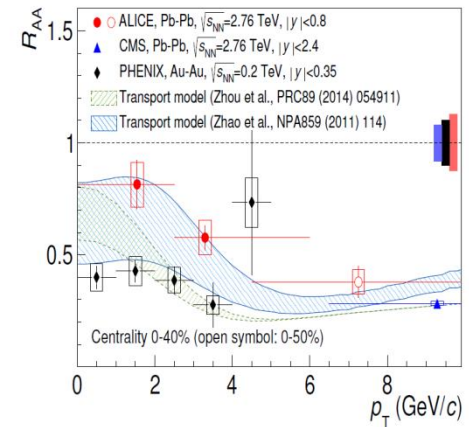 R_AA
1.5
1
0.5
ALICE, Pb-Pb, √s_NN=2.76 TeV, |y|<0.8
CMS, Pb-Pb, √s_NN=2.76 TeV, |y|<2.4
PHENIX, Au-Au, √s_NN=0.2 TeV, |y|<0.35
Transport model (Zhou et al., PRC89 (2014) 054911)
Transport model (Zhao et al., NPA859 (2011) 114)
Centrality 0-40% (open symbol: 0-50%)
0 2 4 6 8
p_T (GeV/c)